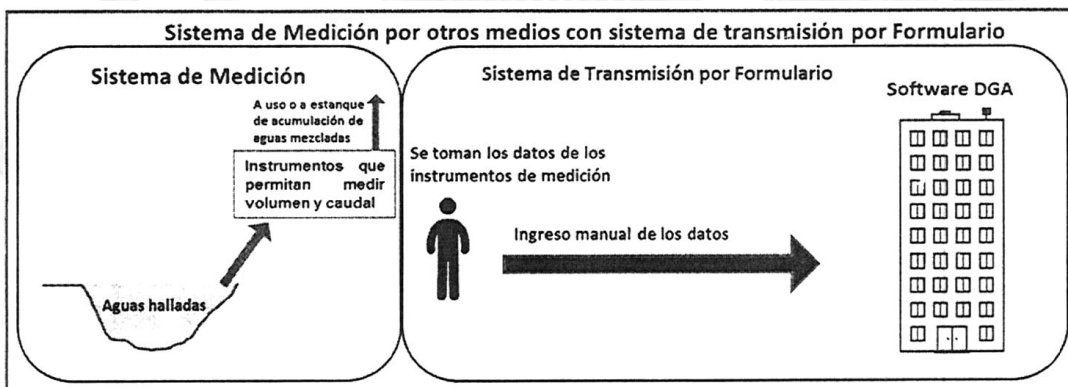 Sistema de Medición por otros medios con sistema de transmisión por Formulario
Sistema de Medición
A uso o a estanque
de acumulación de
aguas mezcladas
Instrumentos que
permitan medir
volumen y caudal
Aguas halladas
Sistema de Transmisión por Formulario
Se toman los datos de los
instrumentos de medición
Ingreso manual de los datos
Software DGA